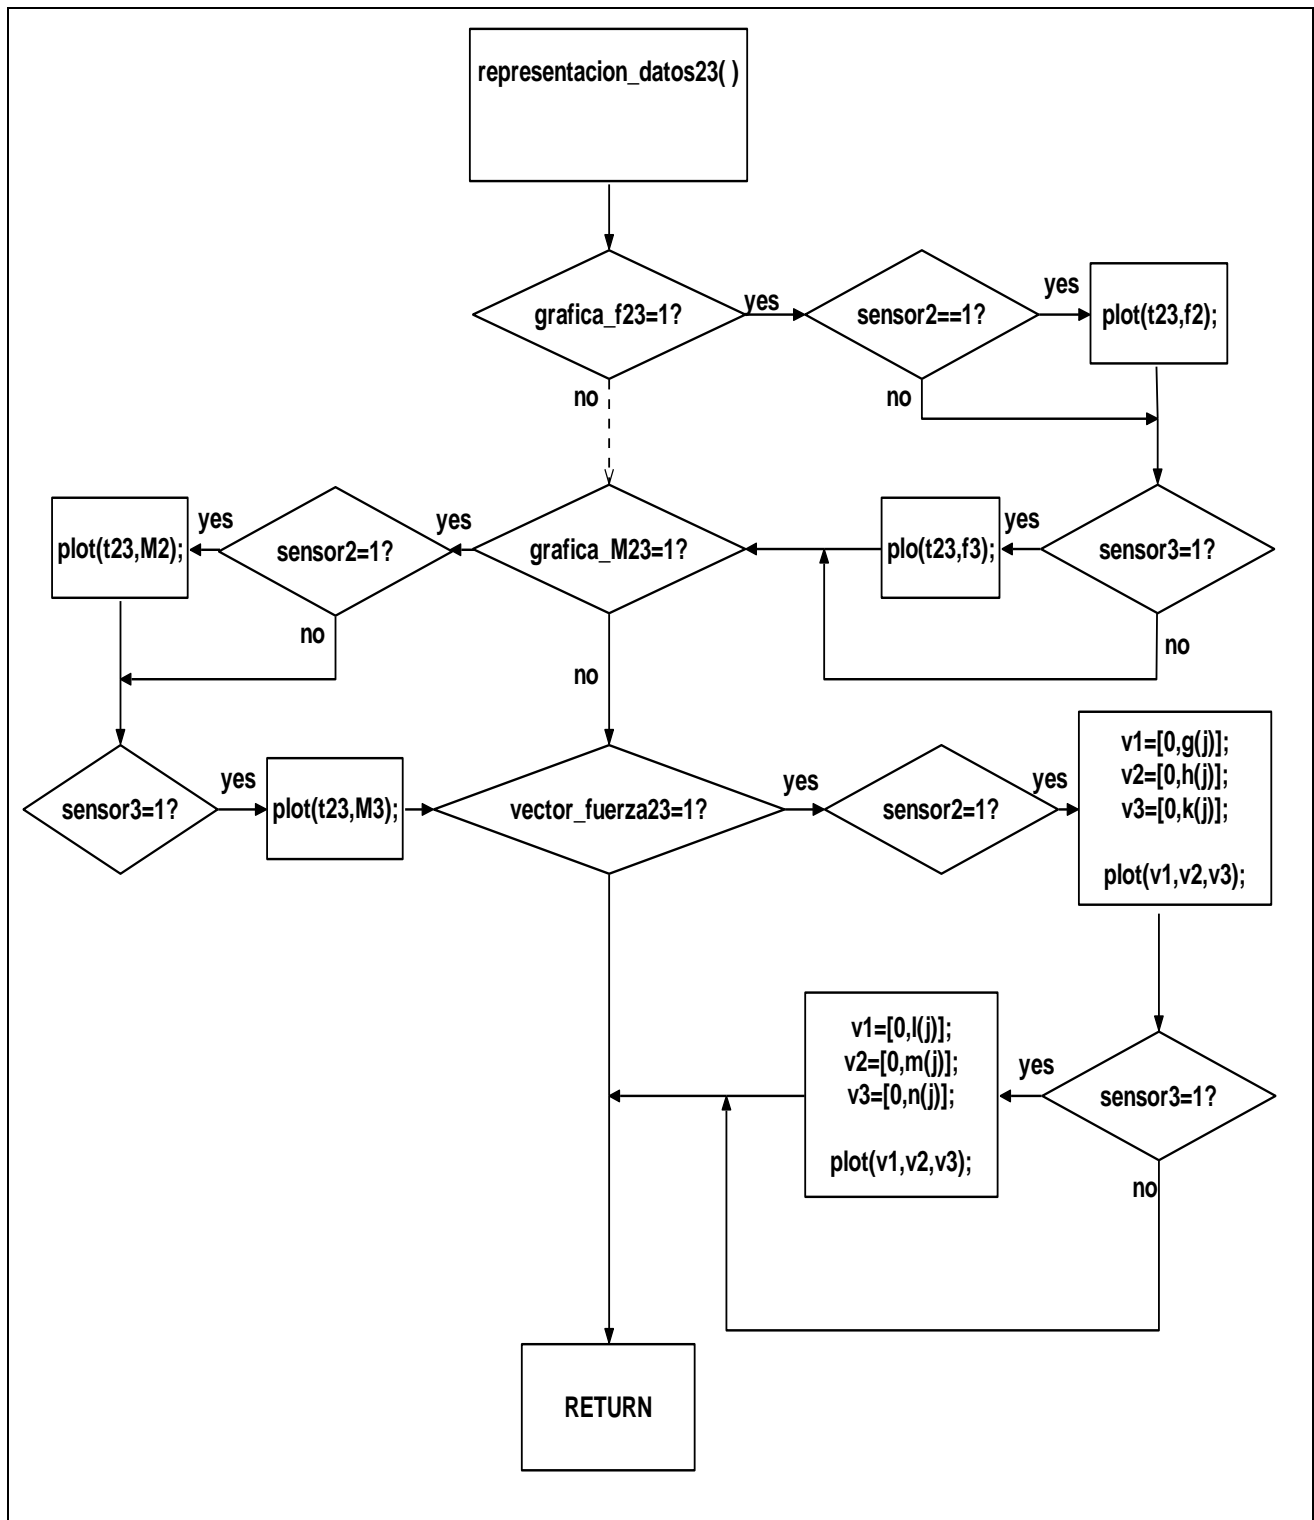 representacion_datos23( )
grafica_f23=1?
yes
sensor2==1?
yes
plot(t23,f2);
no
no
plot(t23,M2);
yes
sensor2=1?
yes
grafica_M23=1?
plo(t23,f3);
yes
sensor3=1?
no
no
no
sensor3=1?
yes
plot(t23,M3);
vector_fuerza23=1?
yes
sensor2=1?
yes
v1=[0,g(j)];
v2=[0,h(j)];
v3=[0,k(j)];
plot(v1,v2,v3);
v1=[0,l(j)];
v2=[0,m(j)];
v3=[0,n(j)];
plot(v1,v2,v3);
yes
sensor3=1?
no
RETURN